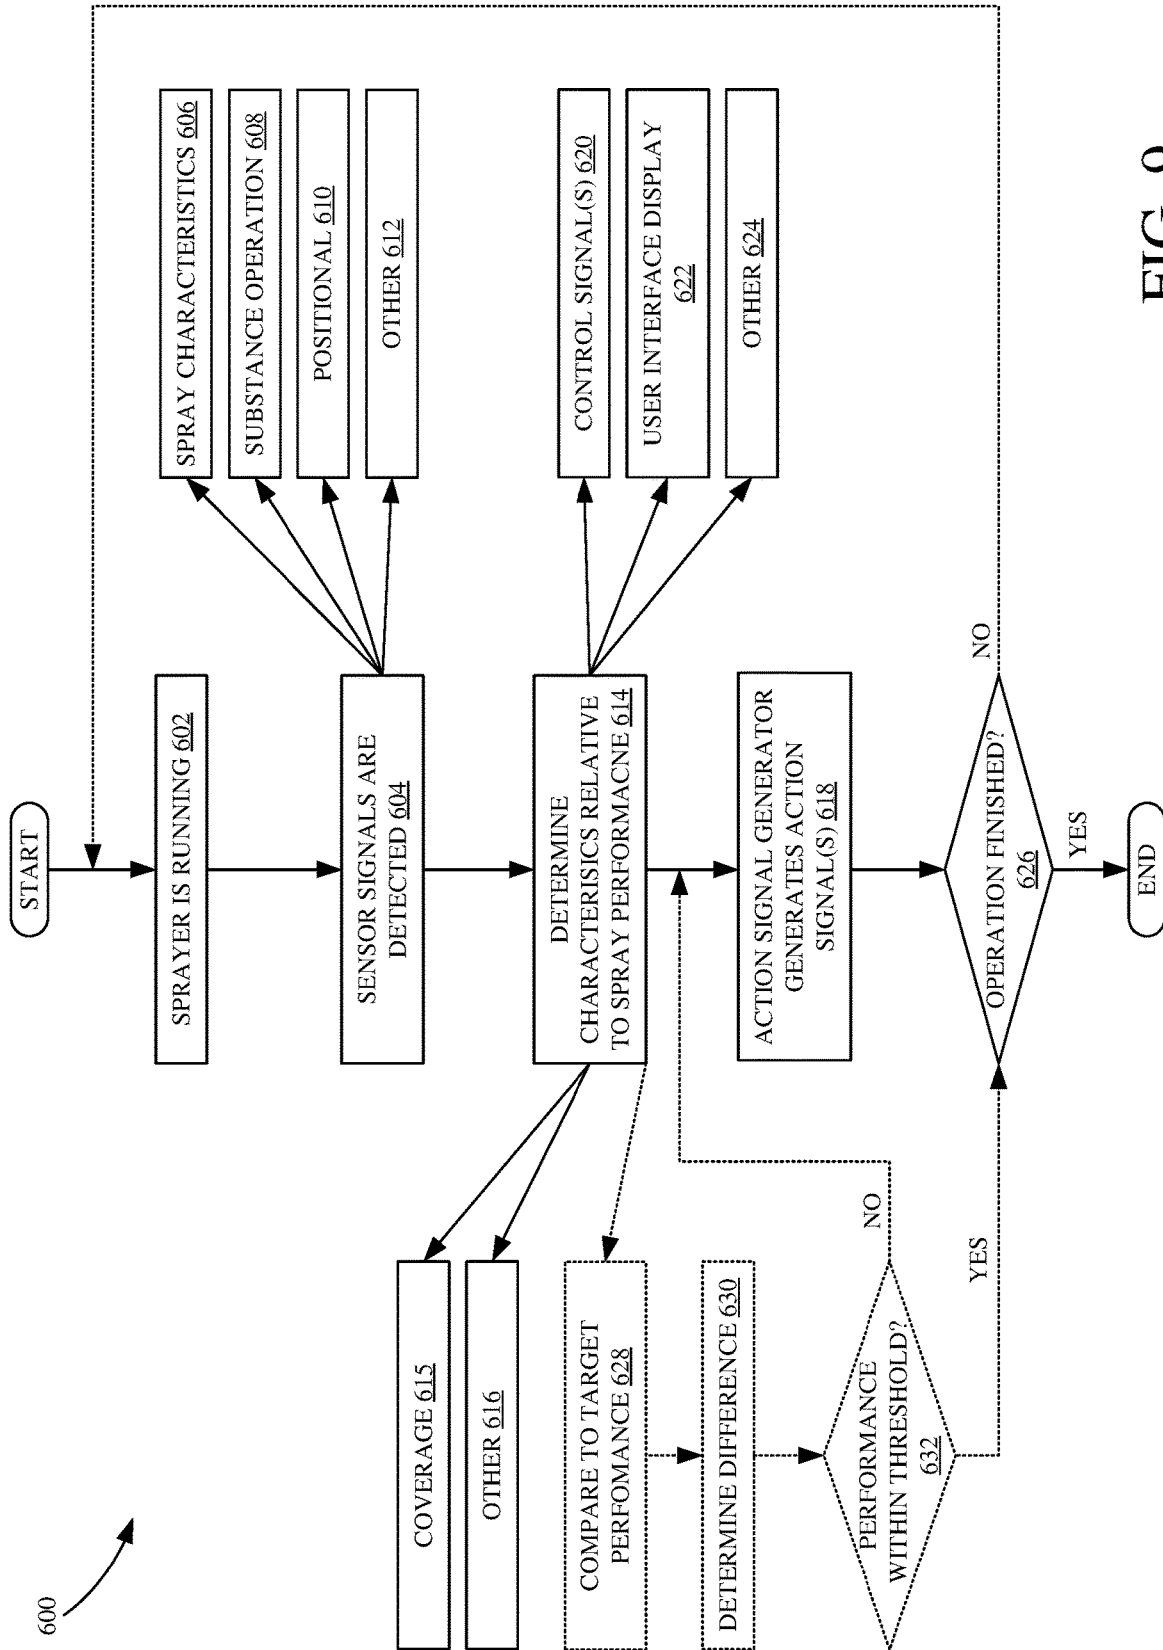 600
START
SPRAYER IS RUNNING 602
SENSOR SIGNALS ARE
DETECTED 604
SPRAY CHARACTERISTICS 606
SUBSTANCE OPERATION 608
POSITIONAL 610
OTHER 612
DETERMINE
CHARACTERISICS RELATIVE
TO SPRAY PERFORMACNE 614
COVERAGE 615
OTHER 616
CONTROL SIGNAL(S) 620
USER INTERFACE DISPLAY
622
OTHER 624
COMPARE TO TARGET
PERFOMANCE 628
DETERMINE DIFFERENCE 630
PERFORMANCE
WITHIN THRESHOLD?
632
NO
YES
ACTION SIGNAL GENERATOR
GENERATES ACTION
SIGNAL(S) 618
OPERATION FINISHED?
626
NO
YES
END